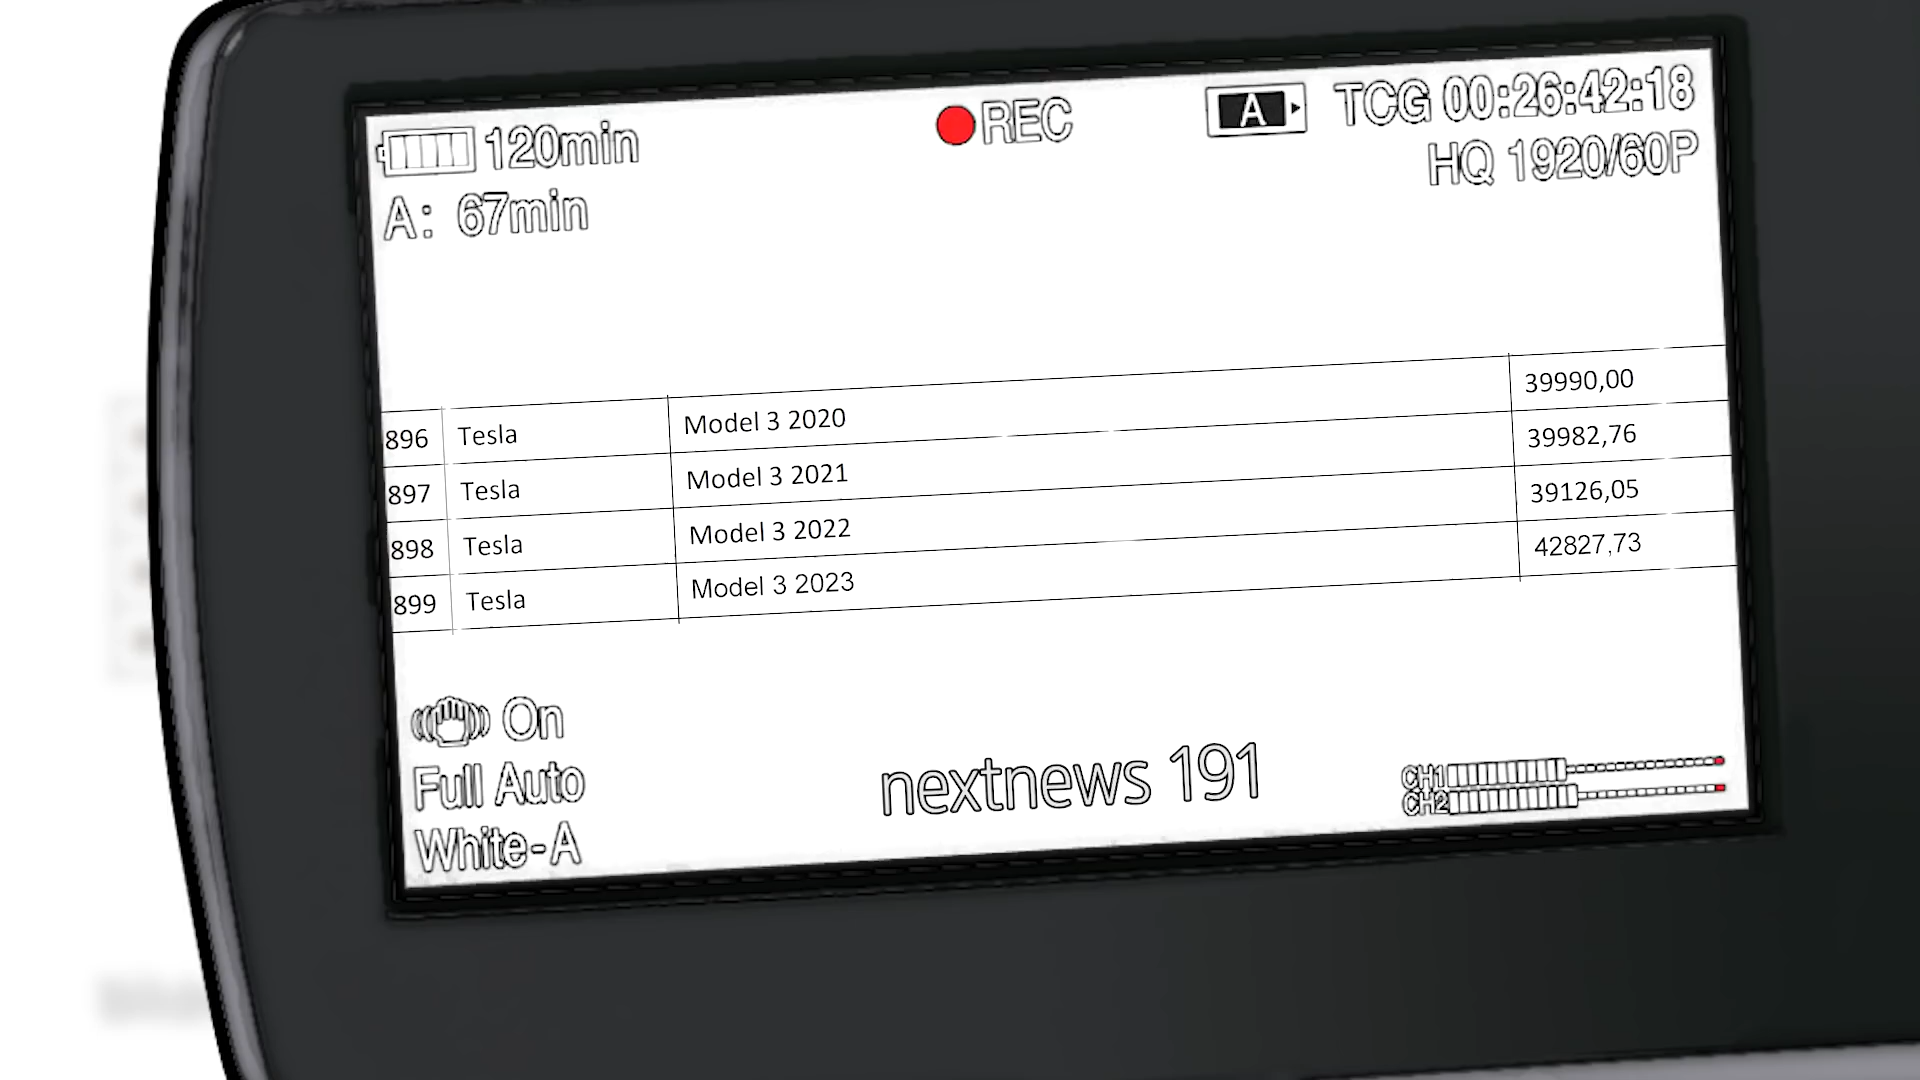 120min REC A TCG 00:26:42:18
A: 67min HQ 1920/60P
896 Tesla Model 3 2020 39990,00
897 Tesla Model 3 2021 39982,76
898 Tesla Model 3 2022 39126,05
899 Tesla Model 3 2023 42827,73
On
Full Auto
White-A
nextnews 191
CH1
CH2